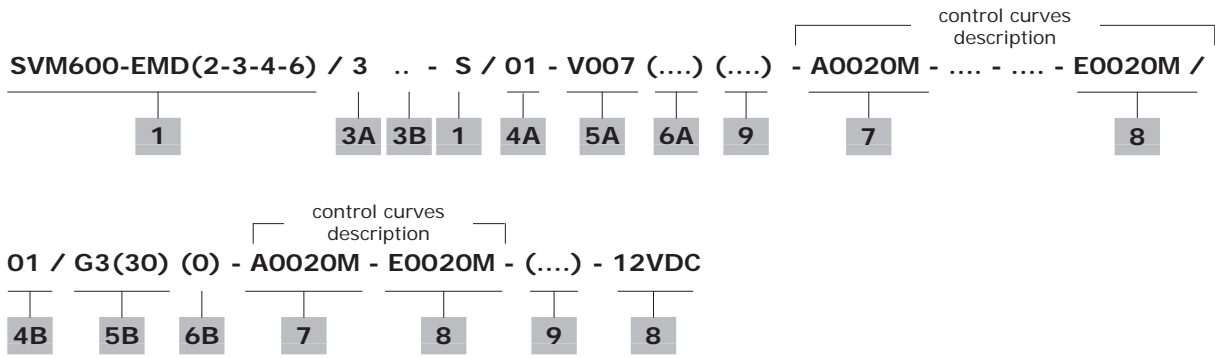 control curves
description
SVM600-EMD(2-3-4-6) / 3 .. - S / 01 - V007 (....) (....) - A0020M - .... - .... - E0020M /
1 3A 3B 1 4A 5A 6A 9 7 8
control curves
description
01 / G3(30) (0) - A0020M - E0020M - (....) - 12VDC
4B 5B 6B 7 8 9 8